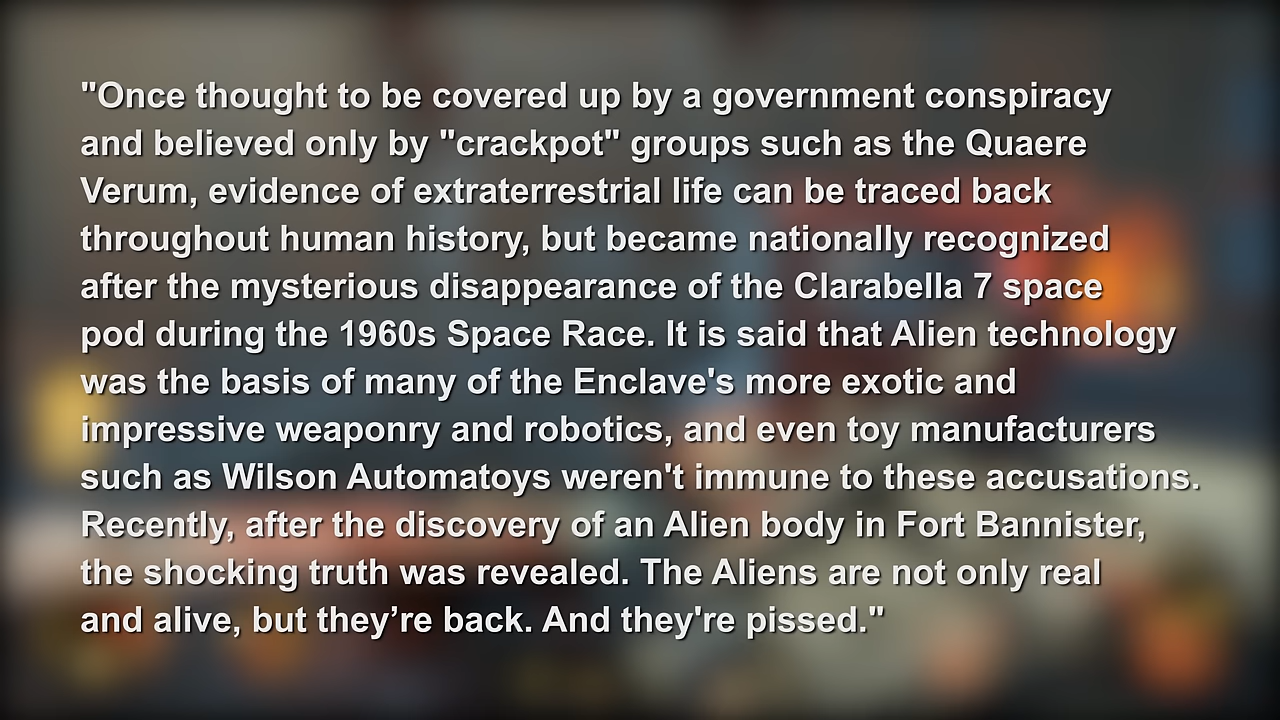 "Once thought to be covered up by a government conspiracy
and believed only by "crackpot" groups such as the Quaere
Verum, evidence of extraterrestrial life can be traced back
throughout human history, but became nationally recognized
after the mysterious disappearance of the Clarabella 7 space
pod during the 1960s Space Race. It is said that Alien technology
was the basis of many of the Enclave's more exotic and
impressive weaponry and robotics, and even toy manufacturers
such as Wilson Automatoys weren't immune to these accusations.
Recently, after the discovery of an Alien body in Fort Bannister,
the shocking truth was revealed. The Aliens are not only real
and alive, but they’re back. And they're pissed."